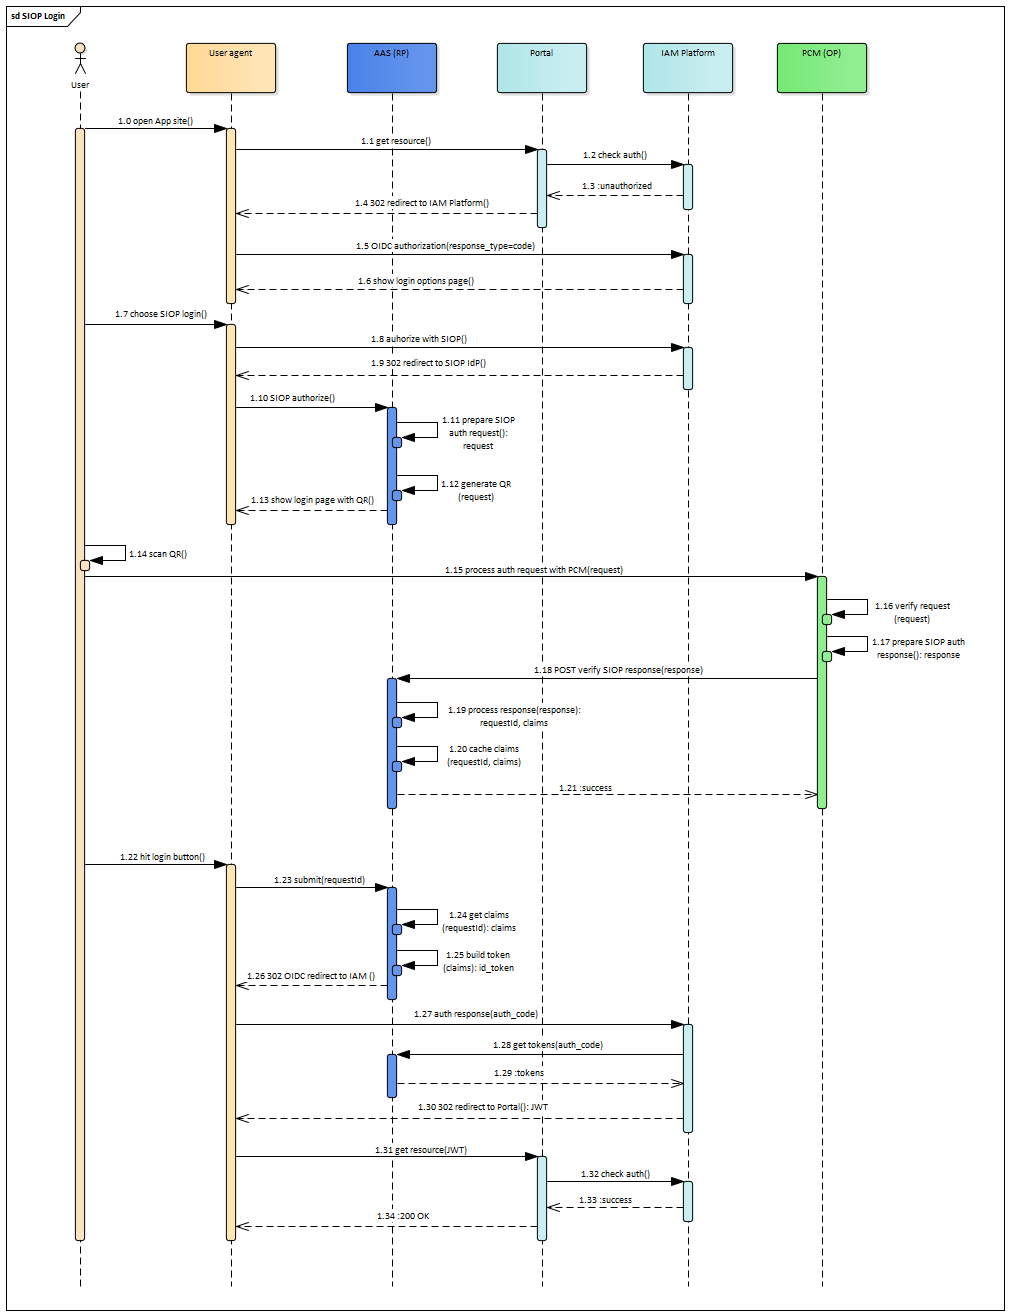 sd SIOP Login
User
User agent
AAS (RP)
Portal
IAM Platform
PCM (OP)
1.0 open App site()
1.1 get resource()
1.2 check auth()
1.3 :unauthorized
1.4 302 redirect to IAM Platform()
1.5 OIDC authorization(response_type=code)
1.6 show login options page()
1.7 choose SIOP login()
1.8 auhorize with SIOP()
1.9 302 redirect to SIOP IdP()
1.10 SIOP authorize()
1.11 prepare SIOP
auth request():
request
1.12 generate QR
(request)
1.13 show login page with QR()
1.14 scan QR()
1.15 process auth request with PCM(request)
1.16 verify request
(request)
1.17 prepare SIOP auth
response(): response
1.18 POST verify SIOP response(response)
1.19 process response(response):
requestId, claims
1.20 cache claims
(requestId, claims)
1.21 :success
1.22 hit login button()
1.23 submit(requestId)
1.24 get claims
(requestId): claims
1.25 build token
(claims): id_token
1.26 302 OIDC redirect to IAM ()
1.27 auth response(auth_code)
1.28 get tokens(auth_code)
1.29 :tokens
1.30 302 redirect to Portal(): JWT
1.31 get resource(JWT)
1.32 check auth()
1.33 :success
1.34 :200 OK